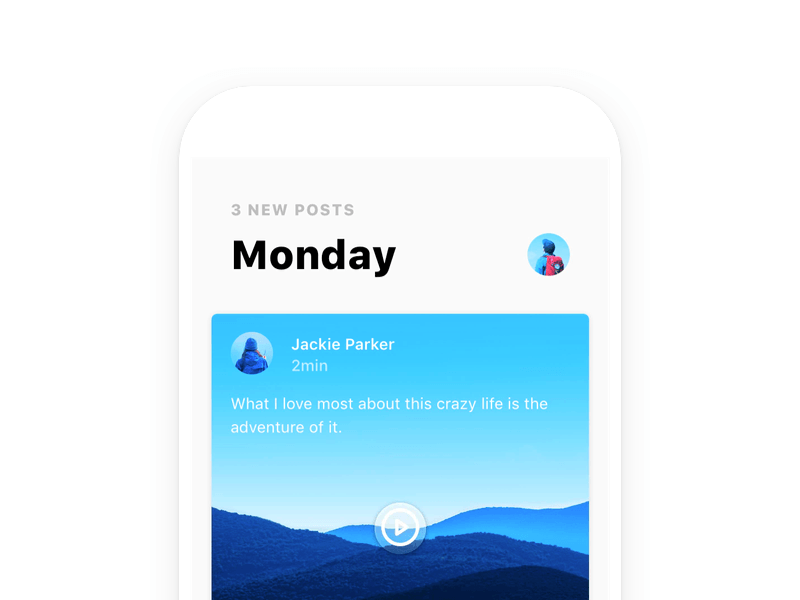 3 NEW POSTS
Monday
Jackie Parker
2min
What I love most about this crazy life is the
adventure of it.